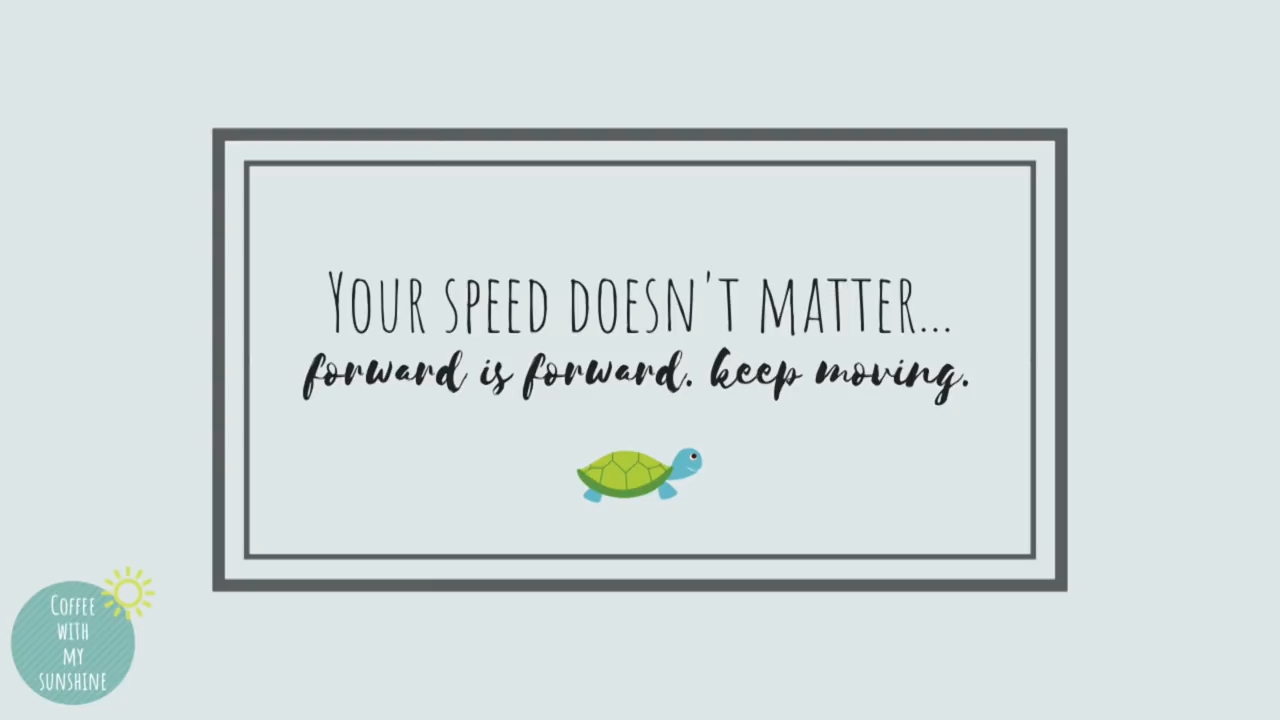 Your speed doesn't matter...
forward is forward. keep moving.
Coffee
with
my
sunshine